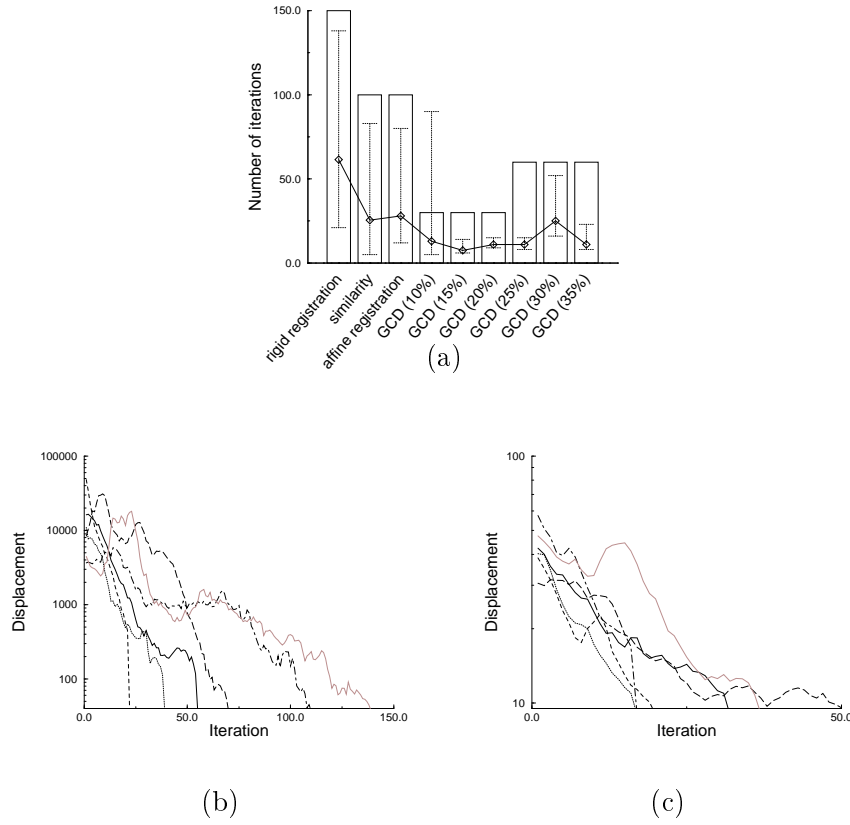 150.0
100.0
50.0
0.0
Number of iterations
rigid registration
similarity
affine registration
GCD (10%)
GCD (15%)
GCD (20%)
GCD (25%)
GCD (30%)
GCD (35%)
(a)
100000
10000
1000
100
Displacement
0.0 50.0 100.0 150.0
Iteration
(b)
100
10
Displacement
0.0 50.0
Iteration
(c)